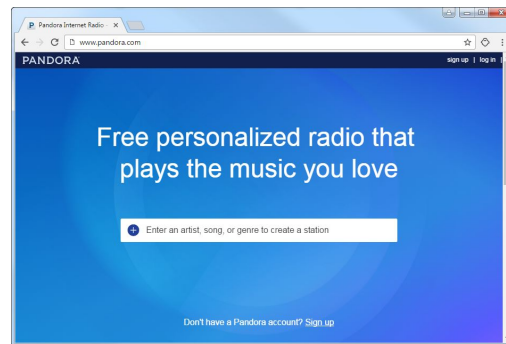 Pandora Internet Radio -
www.pandora.com
PANDORA
sign up | log in |
Free personalized radio that
plays the music you love
Enter an artist, song, or genre to create a station
Don't have a Pandora account? Sign up